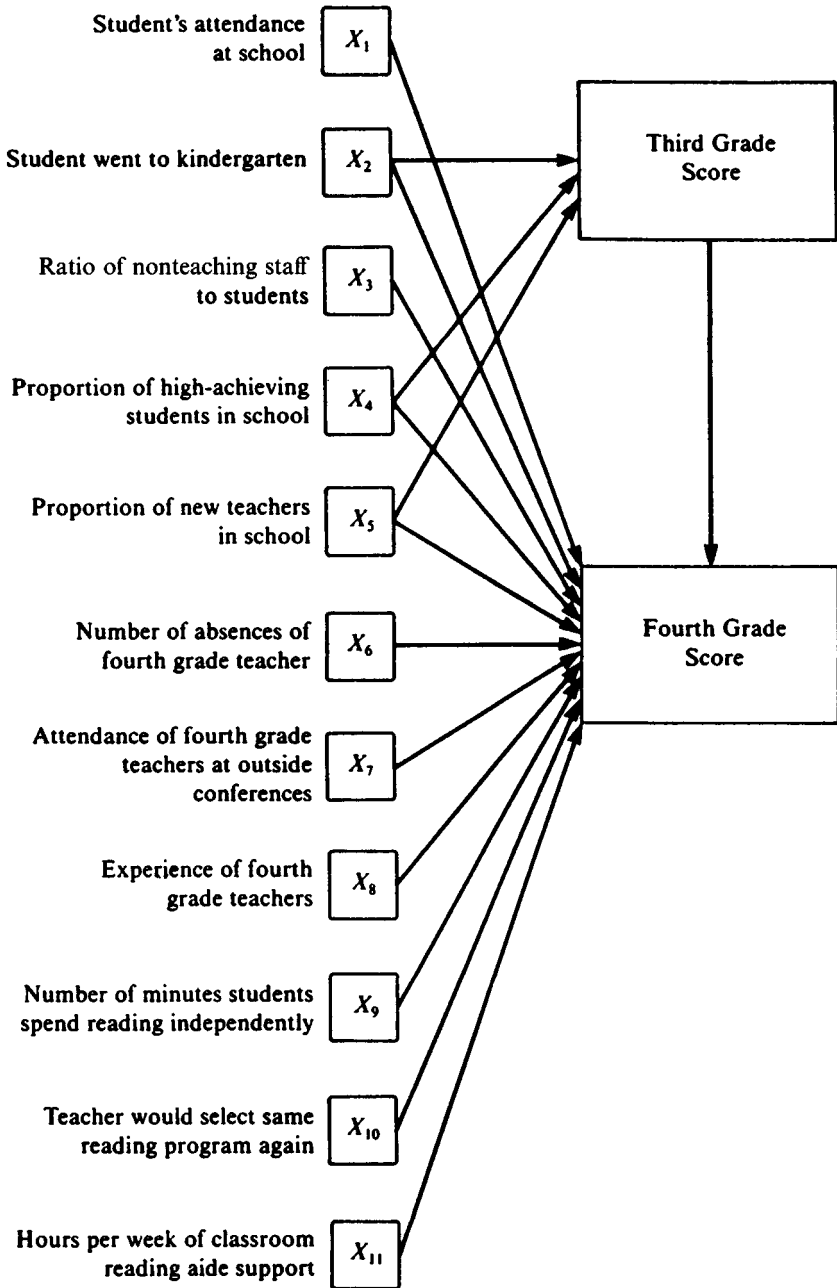 Student's attendance
at school
X₁
Student went to kindergarten
X₂
Ratio of nonteaching staff
to students
X₃
Proportion of high-achieving
students in school
X₄
Proportion of new teachers
in school
X₅
Number of absences of
fourth grade teacher
X₆
Attendance of fourth grade
teachers at outside
conferences
X₇
Experience of fourth
grade teachers
X₈
Number of minutes students
spend reading independently
X₉
Teacher would select same
reading program again
X₁₀
Hours per week of classroom
reading aide support
X₁₁
Third Grade
Score
Fourth Grade
Score